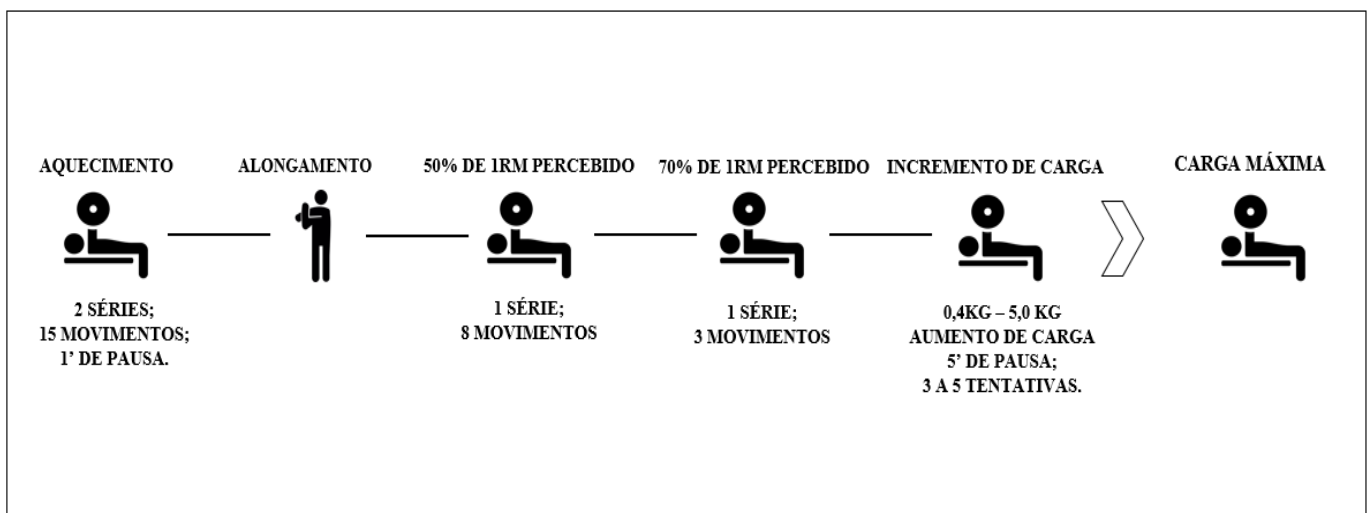 AQUECIMENTO
2 SÉRIES;
15 MOVIMENTOS;
1’ DE PAUSA.
ALONGAMENTO
50% DE 1RM PERCEBIDO
1 SÉRIE;
8 MOVIMENTOS
70% DE 1RM PERCEBIDO
1 SÉRIE;
3 MOVIMENTOS
INCREMENTO DE CARGA
0,4KG – 5,0 KG
AUMENTO DE CARGA
5’ DE PAUSA;
3 A 5 TENTATIVAS.
CARGA MÁXIMA